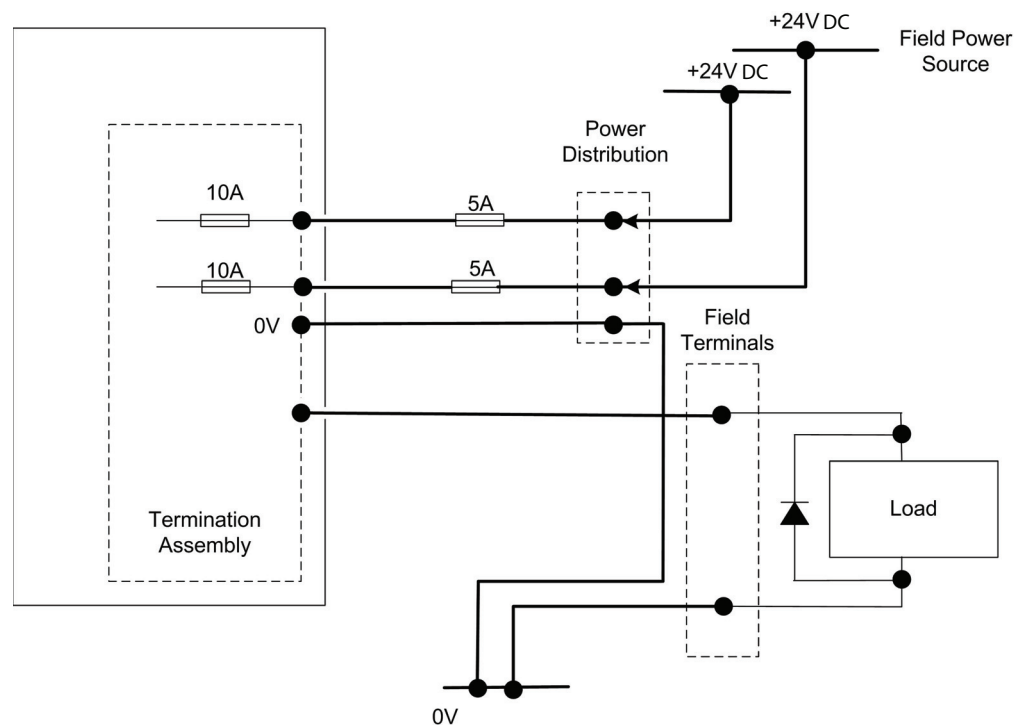 +24V DC
Field Power
Source
+24V DC
Power
Distribution
10A
5A
10A
5A
0V
Field
Terminals
Load
Termination
Assembly
0V